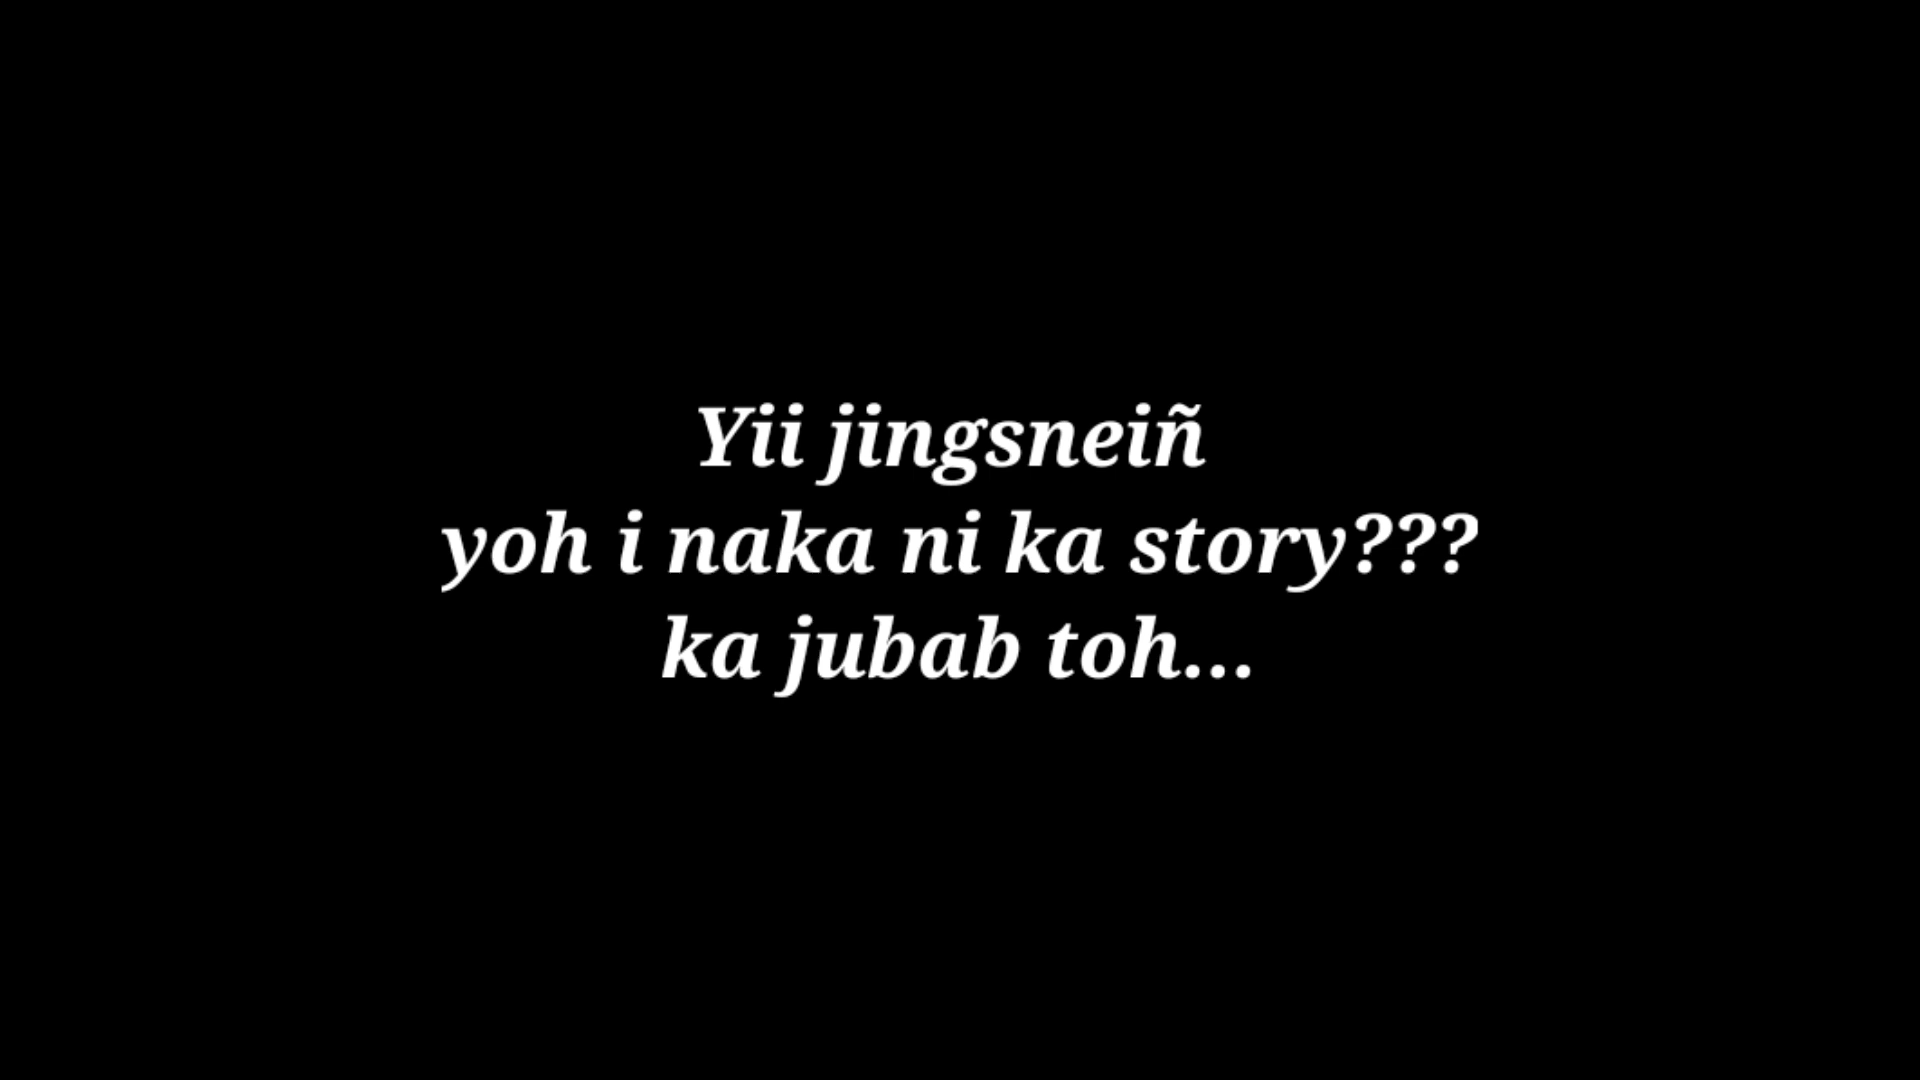 Yii jingsneiñ
yoh i naka ni ka story???
ka jubab toh...